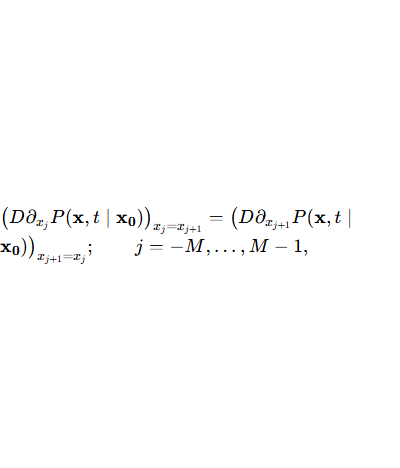 (D∂_{x_j}P(𝐱, t | 𝐱_𝟎))_{x_j=x_{j+1}} = (D∂_{x_{j+1}}P(𝐱, t |
𝐱_𝟎))_{x_{j+1}=x_j}; j = −M, …, M − 1,